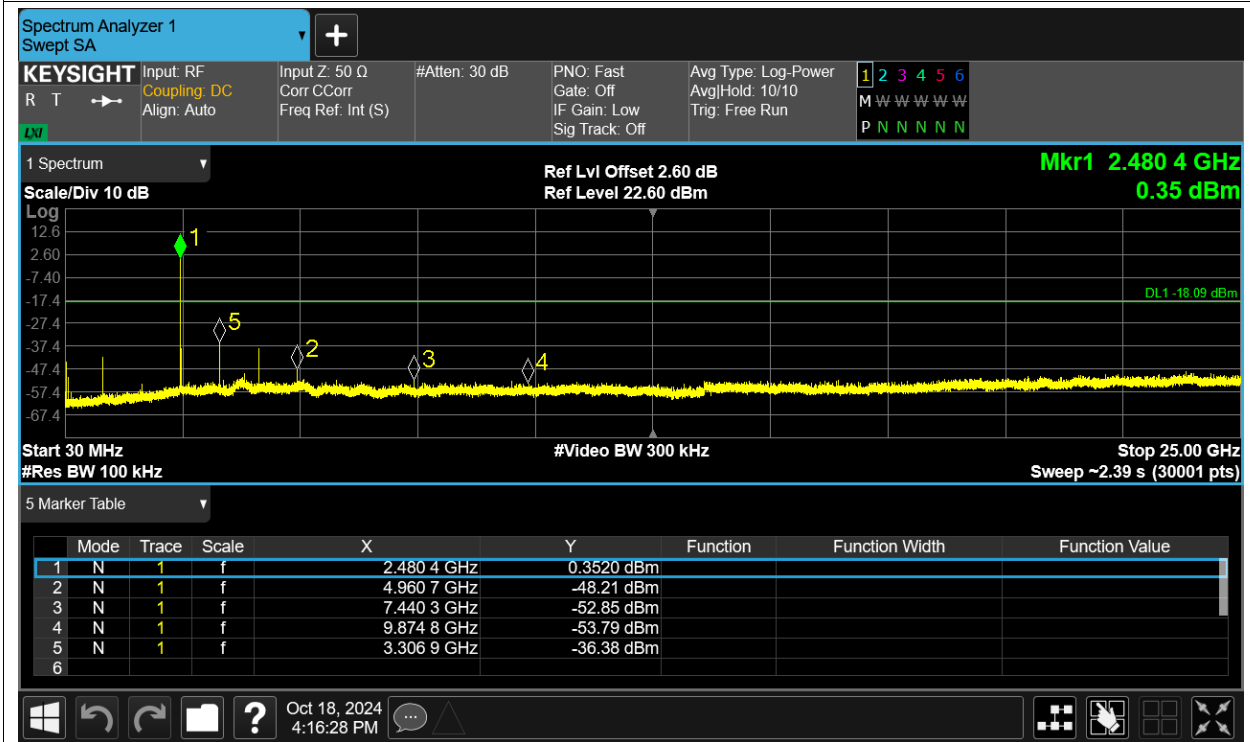 Spectrum Analyzer 1
Swept SA
KEYSIGHT
R T
LXI
Input: RF
Coupling: DC
Align: Auto
Input Z: 50 Ω
Corr CCorr
Freq Ref: Int (S)
#Atten: 30 dB
PNO: Fast
Gate: Off
IF Gain: Low
Sig Track: Off
Avg Type: Log-Power
Avg|Hold: 10/10
Trig: Free Run
1 2 3 4 5 6
M W W W W W
P N N N N N
1 Spectrum
Scale/Div 10 dB
Ref Lvl Offset 2.60 dB
Ref Level 22.60 dBm
Mkr1 2.480 4 GHz
0.35 dBm
Log
12.6
2.60
-7.40
-17.4
-27.4
-37.4
-47.4
-57.4
-67.4
1
5
2
3
4
DL1 -18.09 dBm
Start 30 MHz
#Video BW 300 kHz
Stop 25.00 GHz
#Res BW 100 kHz
Sweep ~2.39 s (30001 pts)
5 Marker Table
Mode Trace Scale X Y Function Function Width Function Value
1 N 1 f 2.480 4 GHz 0.3520 dBm
2 N 1 f 4.960 7 GHz -48.21 dBm
3 N 1 f 7.440 3 GHz -52.85 dBm
4 N 1 f 9.874 8 GHz -53.79 dBm
5 N 1 f 3.306 9 GHz -36.38 dBm
6
?
Oct 18, 2024
4:16:28 PM